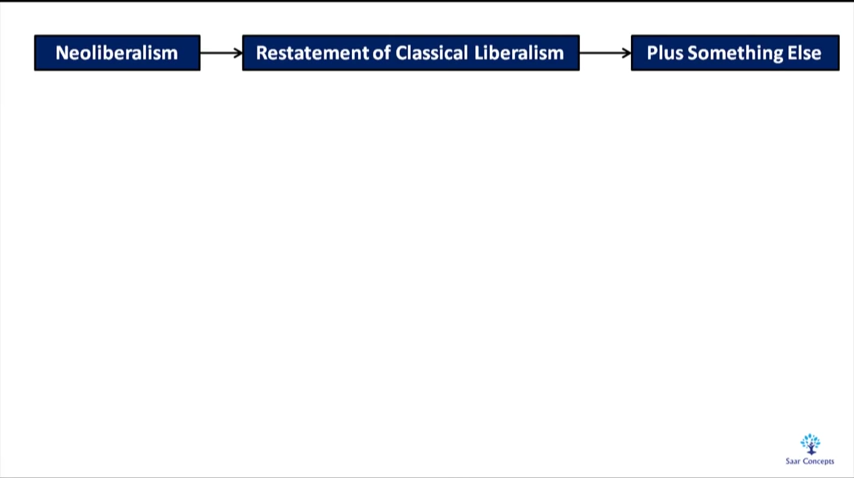 Neoliberalism
Restatement of Classical Liberalism
Plus Something Else
Saar Concepts